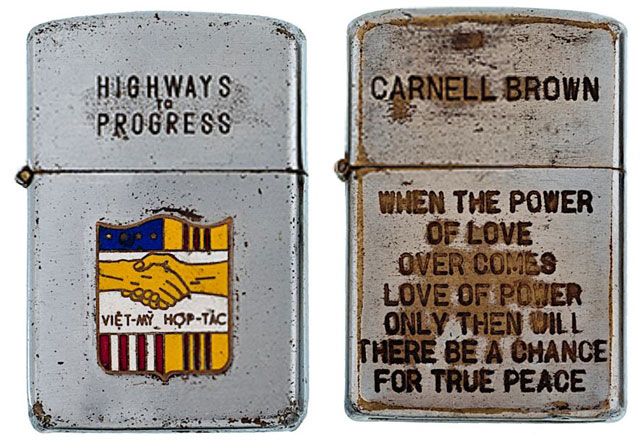 HIGHWAYS
TO
PROGRESS
VIỆT-MỸ HỢP-TÁC
CARNELL BROWN
WHEN THE POWER
OF LOVE
OVER COMES
LOVE OF POWER
ONLY THEN WILL
THERE BE A CHANCE
FOR TRUE PEACE